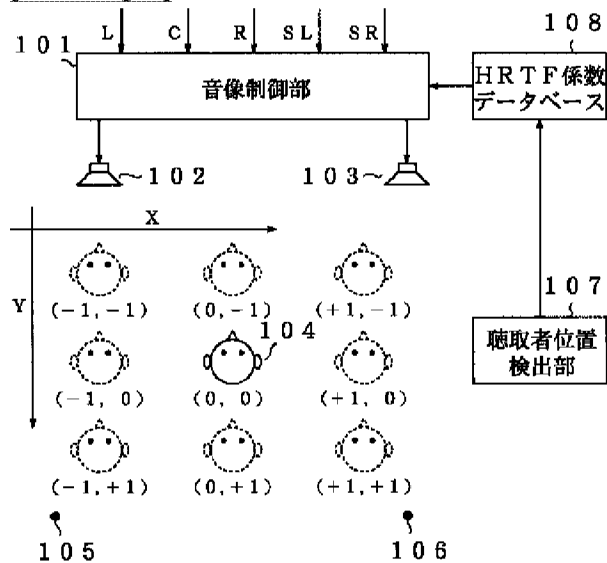 L C R SL SR
101
108
音像制御部
HRTF係数
データベース
102
103
X
Y
107
(-1,-1) (0,-1) (+1,-1)
104
聴取者位置
検出部
(-1, 0) (0, 0) (+1, 0)
(-1,+1) (0,+1) (+1,+1)
105
106